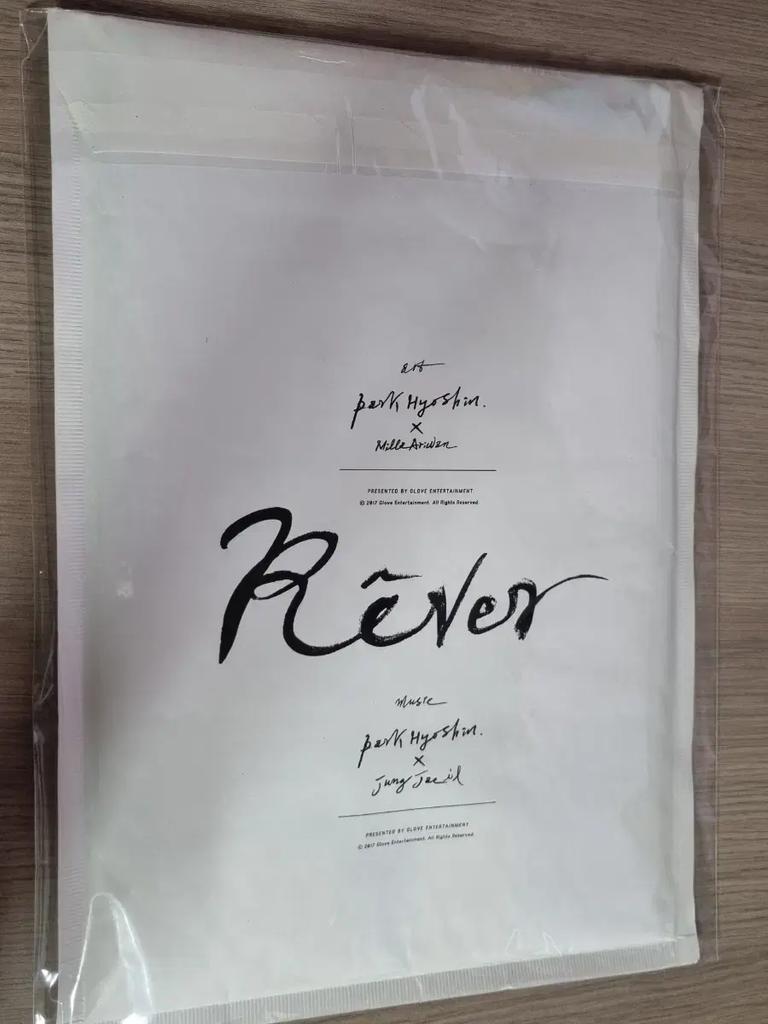 art
park Hyoshin.
×
Mille Ariwan
PRESENTED BY GLOVE ENTERTAINMENT
© 2017 Glove Entertainment. All Rights Reserved.
Rêver
music
park Hyoshin.
×
Jung Jae il
PRESENTED BY GLOVE ENTERTAINMENT
© 2017 Glove Entertainment. All Rights Reserved.